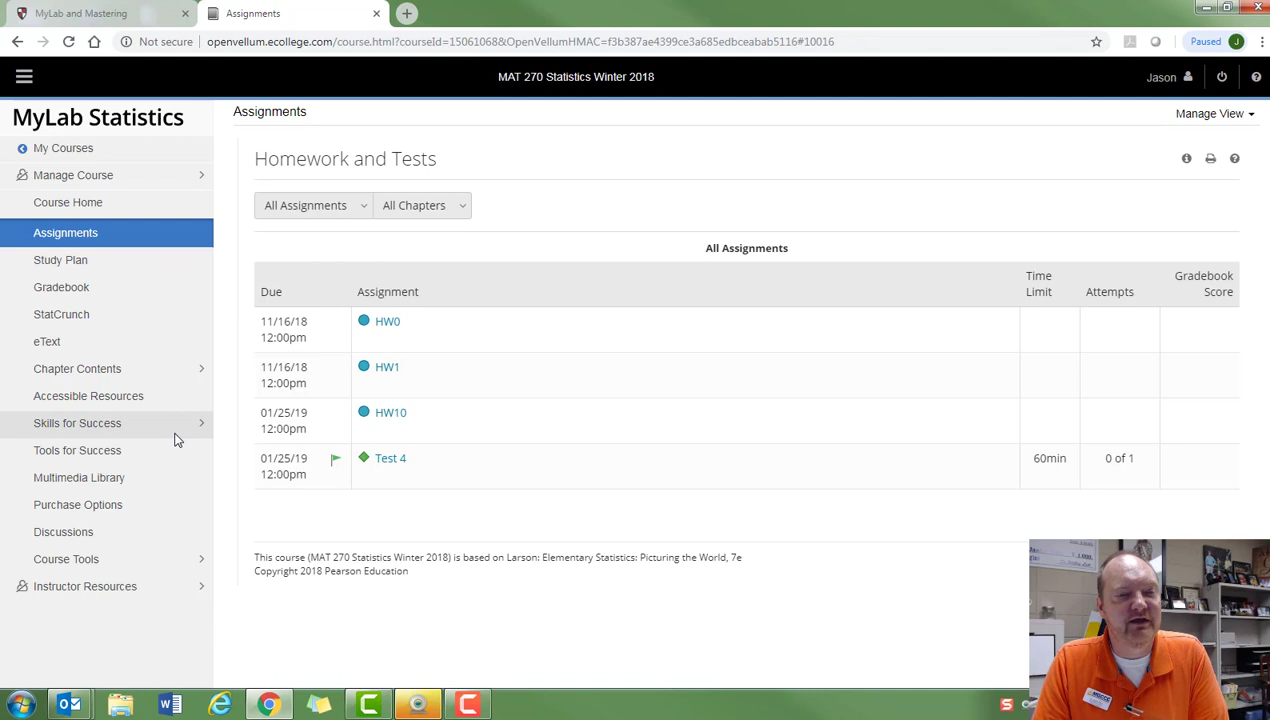 MyLab and Mastering
Assignments
Not secure
openvellum.ecollege.com/course.html?courseId=15061068&OpenVellumHMAC=f3b387ae4399ce3a685edbceabab5116#10016
Paused
J
MAT 270 Statistics Winter 2018
Jason
MyLab Statistics
My Courses
Manage Course
Course Home
Assignments
Study Plan
Gradebook
StatCrunch
eText
Chapter Contents
Accessible Resources
Skills for Success
Tools for Success
Multimedia Library
Purchase Options
Discussions
Course Tools
Instructor Resources
Assignments
Manage View
Homework and Tests
All Assignments
All Chapters
All Assignments
Due
Assignment
Time Limit
Attempts
Gradebook Score
11/16/18 12:00pm
HW0
11/16/18 12:00pm
HW1
01/25/19 12:00pm
HW10
01/25/19 12:00pm
Test 4
60min
0 of 1
This course (MAT 270 Statistics Winter 2018) is based on Larson: Elementary Statistics: Picturing the World, 7e
Copyright 2018 Pearson Education